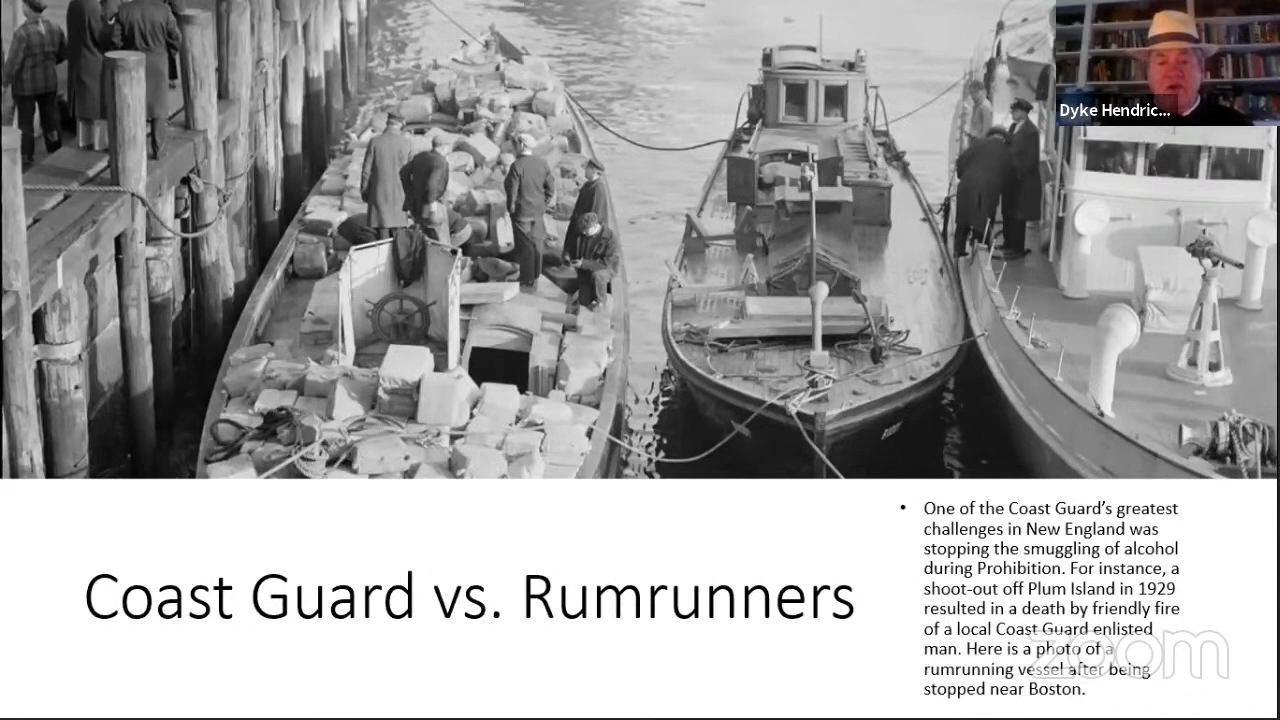 Dyke Hendric...
Coast Guard vs. Rumrunners
• One of the Coast Guard’s greatest
challenges in New England was
stopping the smuggling of alcohol
during Prohibition. For instance, a
shoot-out off Plum Island in 1929
resulted in a death by friendly fire
of a local Coast Guard enlisted
man. Here is a photo of a
rumrunning vessel after being
stopped near Boston.
zoom